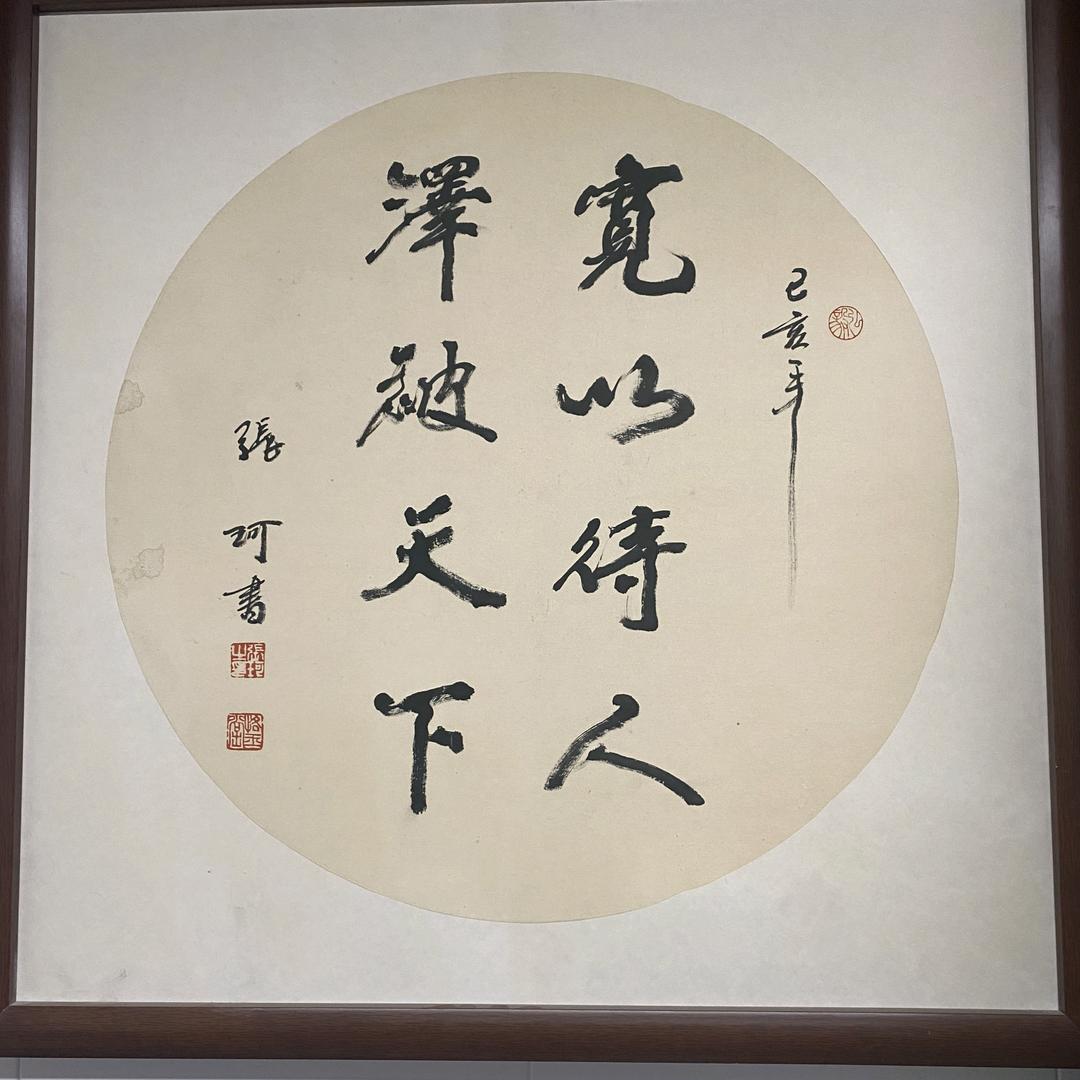 己亥年
寬以待人
澤被天下
張珂書